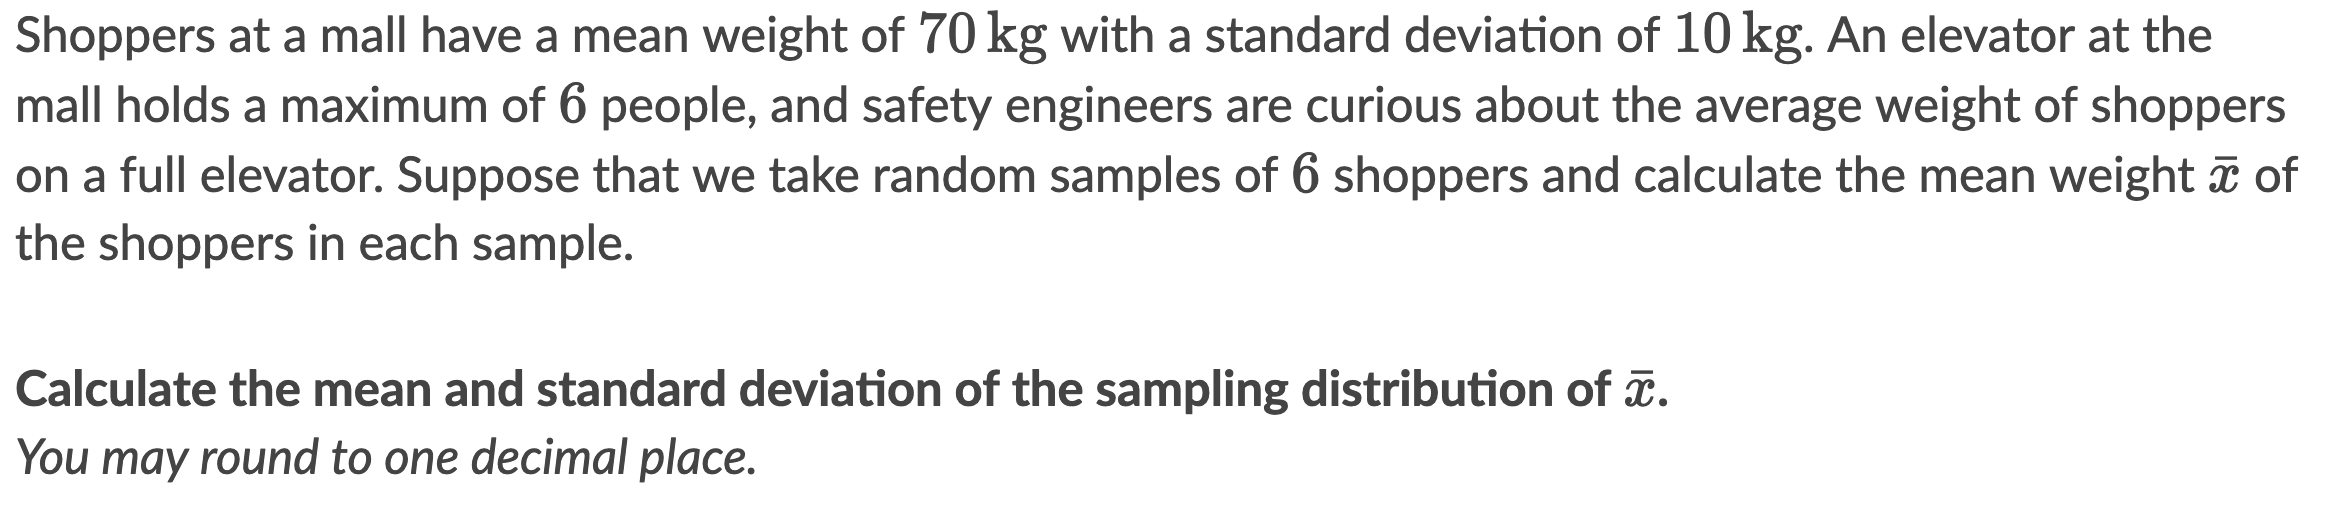 Shoppers at a mall have a mean weight of 70 kg with a standard deviation of 10 kg. An elevator at the
mall holds a maximum of 6 people, and safety engineers are curious about the average weight of shoppers
on a full elevator. Suppose that we take random samples of 6 shoppers and calculate the mean weight x̄ of
the shoppers in each sample.
Calculate the mean and standard deviation of the sampling distribution of x̄.
You may round to one decimal place.